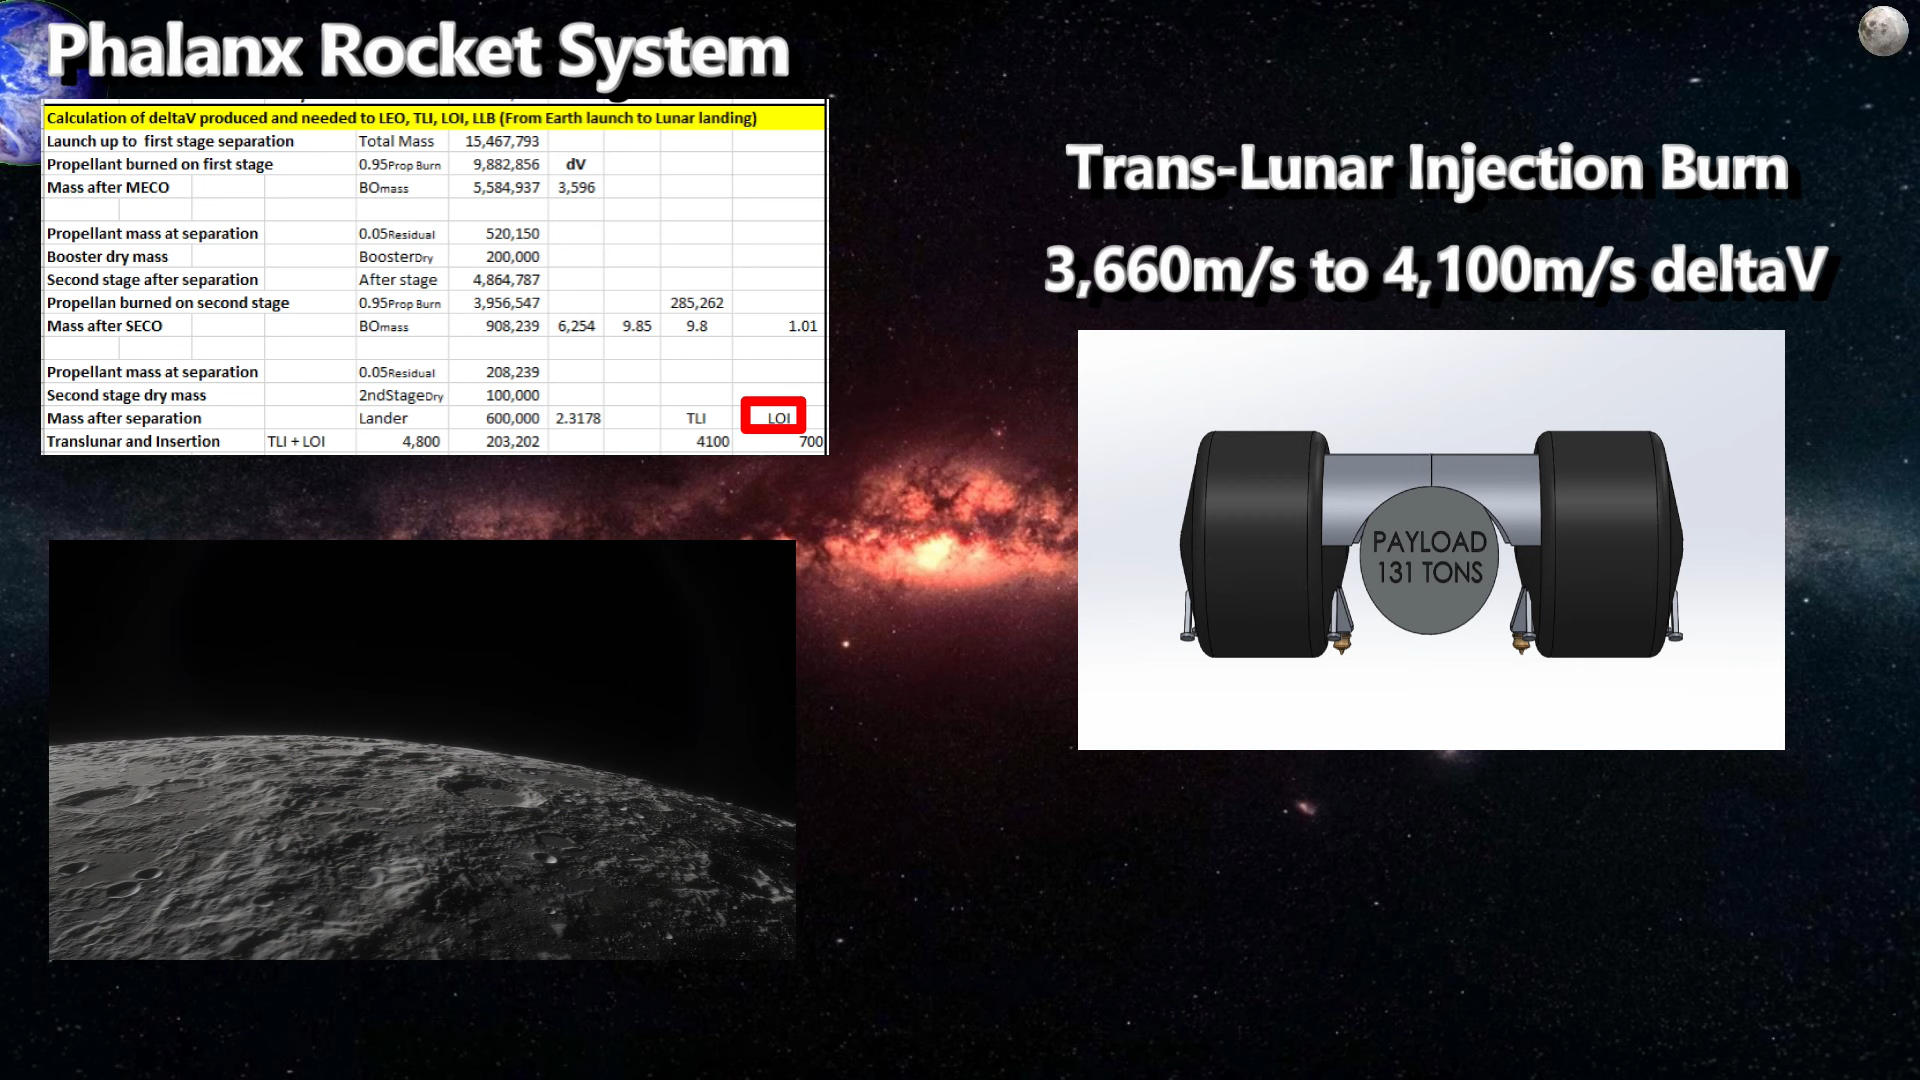 Phalanx Rocket System
Calculation of deltaV produced and needed to LEO, TLI, LOI, LLB (From Earth launch to Lunar landing)
Launch up to first stage separation Total Mass 15,467,793
Propellant burned on first stage 0.95Prop Burn 9,882,856 dV
Mass after MECO BOmass 5,584,937 3,596
Propellant mass at separation 0.05Residual 520,150
Booster dry mass BoosterDry 200,000
Second stage after separation After stage 4,864,787
Propellan burned on second stage 0.95Prop Burn 3,956,547 285,262
Mass after SECO BOmass 908,239 6,254 9.85 9.8 1.01
Propellant mass at separation 0.05Residual 208,239
Second stage dry mass 2ndStageDry 100,000
Mass after separation Lander 600,000 2.3178 TLI LOI
Translunar and Insertion TLI + LOI 4,800 203,202 4100 700
Trans-Lunar Injection Burn
3,660m/s to 4,100m/s deltaV
PAYLOAD
131 TONS